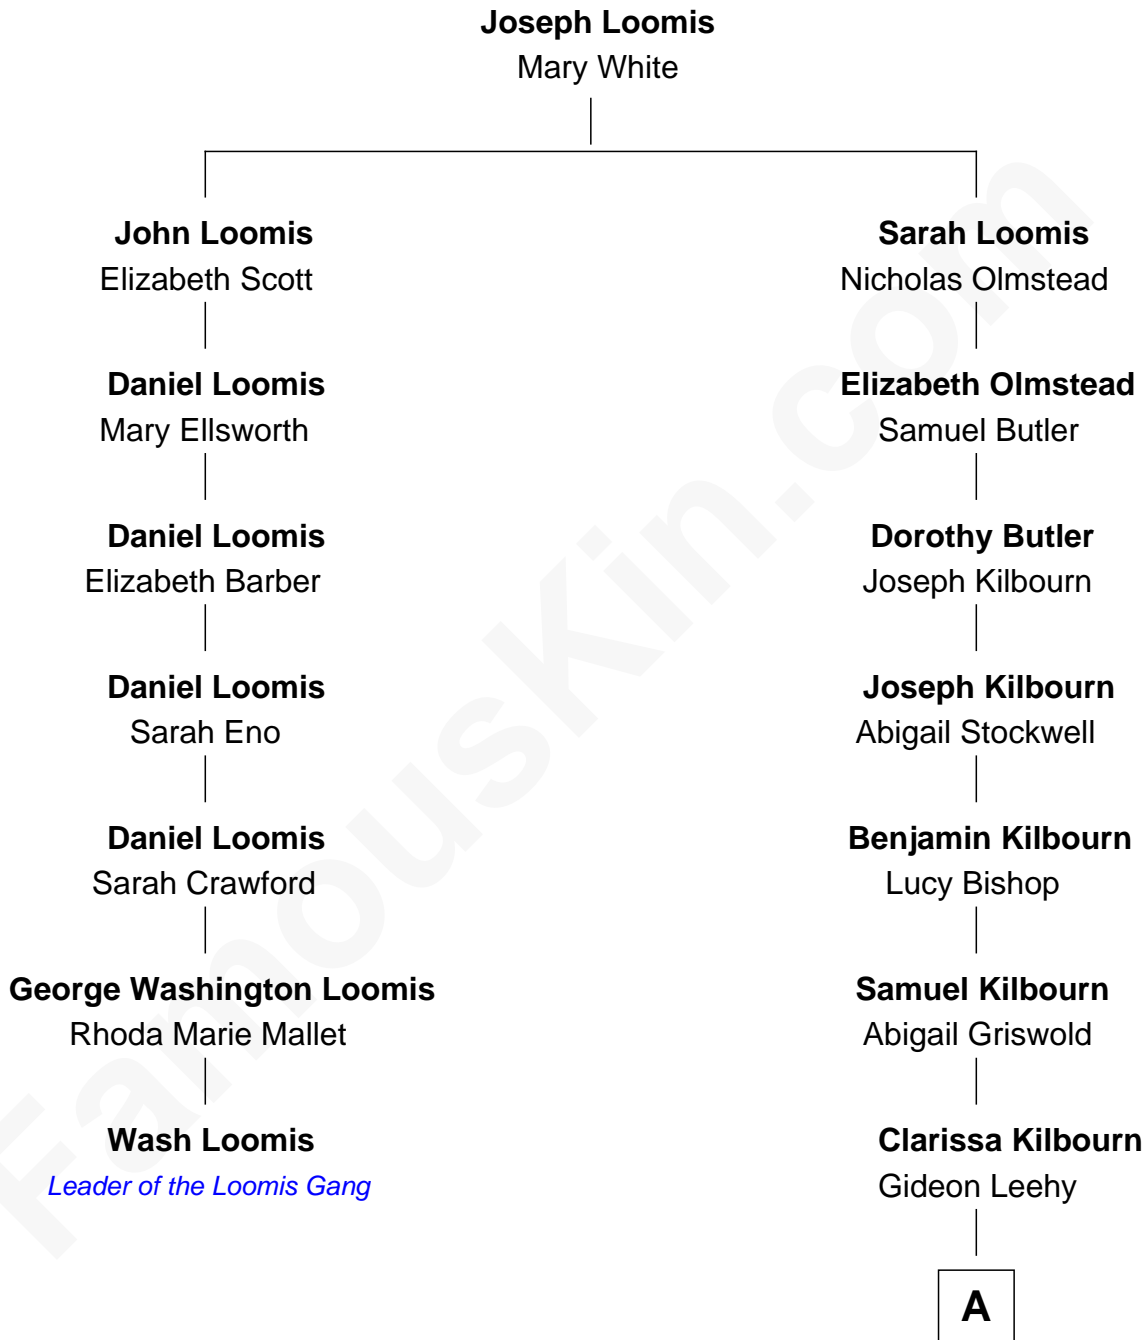 Joseph Loomis
Mary White
John Loomis
Elizabeth Scott
Sarah Loomis
Nicholas Olmstead
Daniel Loomis
Mary Ellsworth
Elizabeth Olmstead
Samuel Butler
Daniel Loomis
Elizabeth Barber
Dorothy Butler
Joseph Kilbourn
Daniel Loomis
Sarah Eno
Joseph Kilbourn
Abigail Stockwell
Daniel Loomis
Sarah Crawford
Benjamin Kilbourn
Lucy Bishop
George Washington Loomis
Rhoda Marie Mallet
Samuel Kilbourn
Abigail Griswold
Wash Loomis
Leader of the Loomis Gang
Clarissa Kilbourn
Gideon Leehy
A
FamousKin.com